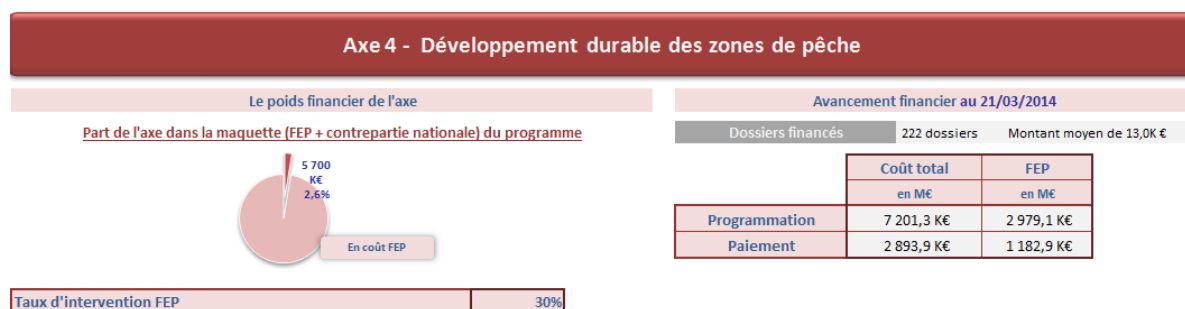 Axe 4 - Développement durable des zones de pêche
Le poids financier de l'axe
Part de l'axe dans la maquette (FEP + contrepartie nationale) du programme
5 700
K€
2,6%
En coût FEP
Taux d'intervention FEP 30%
Avancement financier au 21/03/2014
Dossiers financés 222 dossiers Montant moyen de 13,0K €
Coût total FEP
en M€ en M€
Programmation 7 201,3 K€ 2 979,1 K€
Paiement 2 893,9 K€ 1 182,9 K€